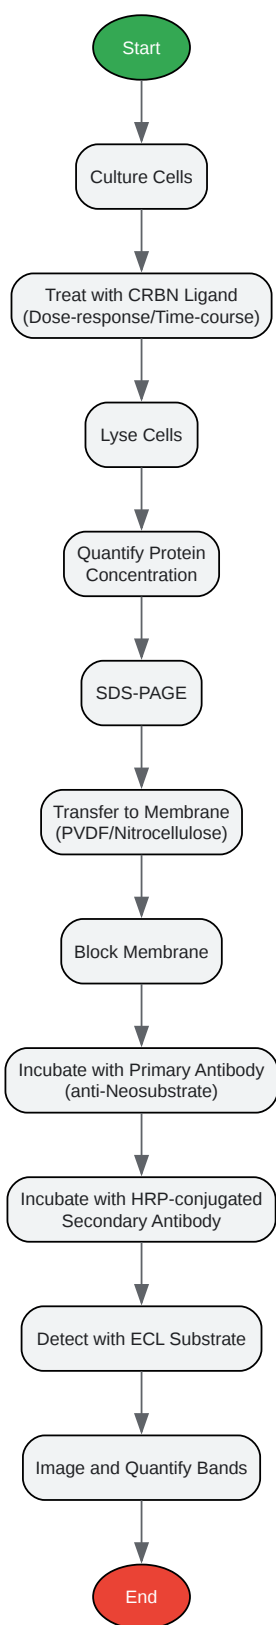 Start
Culture Cells
Treat with CRBN Ligand
(Dose-response/Time-course)
Lyse Cells
Quantify Protein
Concentration
SDS-PAGE
Transfer to Membrane
(PVDF/Nitrocellulose)
Block Membrane
Incubate with Primary Antibody
(anti-Neosubstrate)
Incubate with HRP-conjugated
Secondary Antibody
Detect with ECL Substrate
Image and Quantify Bands
End